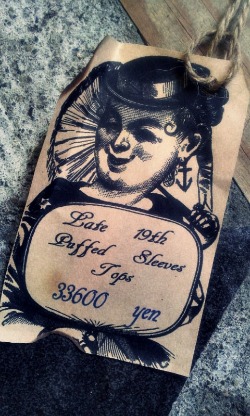 Late 19th
Puffed Sleeves
Tops
33600 yen